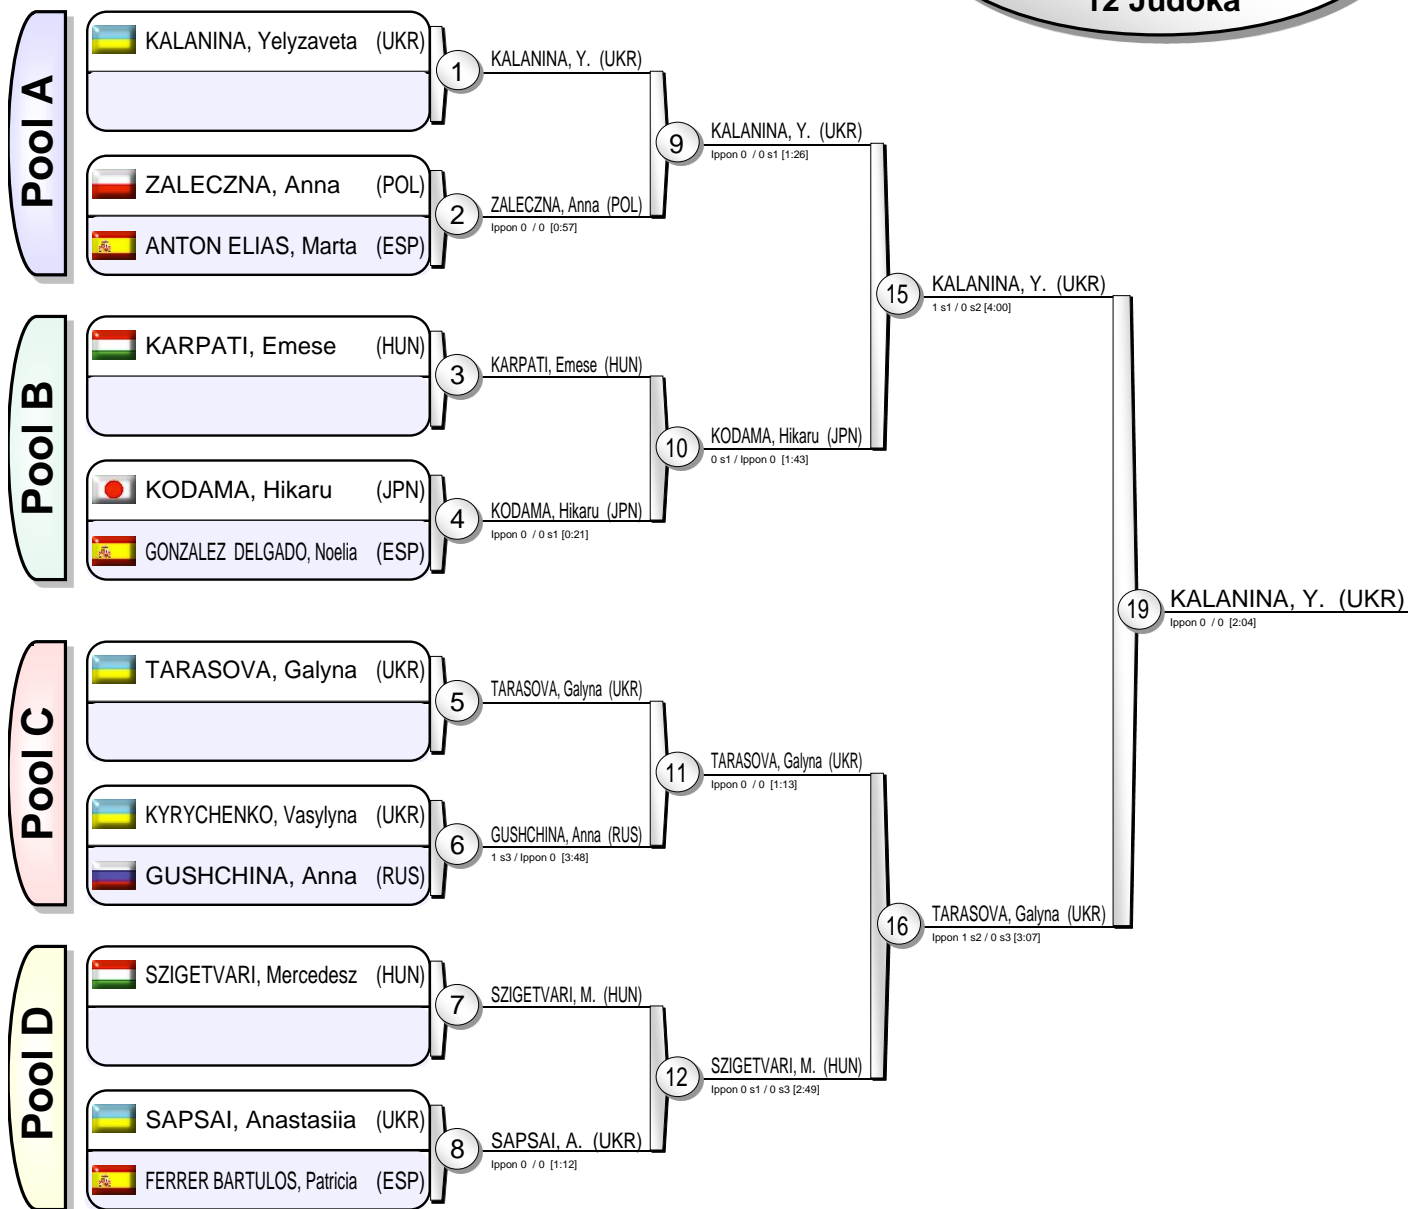 12 Judoka
Pool A
KALANINA, Yelyzaveta (UKR)
1
KALANINA, Y. (UKR)
ZALECZNA, Anna (POL)
ANTON ELIAS, Marta (ESP)
2
ZALECZNA, Anna (POL)
Ippon 0 / 0 [0:57]
9
KALANINA, Y. (UKR)
Ippon 0 / 0 s1 [1:26]
Pool B
KARPATI, Emese (HUN)
3
KARPATI, Emese (HUN)
KODAMA, Hikaru (JPN)
GONZALEZ DELGADO, Noelia (ESP)
4
KODAMA, Hikaru (JPN)
Ippon 0 / 0 s1 [0:21]
10
KODAMA, Hikaru (JPN)
0 s1 / Ippon 0 [1:43]
15
KALANINA, Y. (UKR)
1 s1 / 0 s2 [4:00]
Pool C
TARASOVA, Galyna (UKR)
5
TARASOVA, Galyna (UKR)
KYRYCHENKO, Vasylyna (UKR)
GUSHCHINA, Anna (RUS)
6
GUSHCHINA, Anna (RUS)
1 s3 / Ippon 0 [3:48]
11
TARASOVA, Galyna (UKR)
Ippon 0 / 0 [1:13]
Pool D
SZIGETVARI, Mercedesz (HUN)
7
SZIGETVARI, M. (HUN)
SAPSAI, Anastasiia (UKR)
FERRER BARTULOS, Patricia (ESP)
8
SAPSAI, A. (UKR)
Ippon 0 / 0 [1:12]
12
SZIGETVARI, M. (HUN)
Ippon 0 s1 / 0 s3 [2:49]
16
TARASOVA, Galyna (UKR)
Ippon 1 s2 / 0 s3 [3:07]
19
KALANINA, Y. (UKR)
Ippon 0 / 0 [2:04]